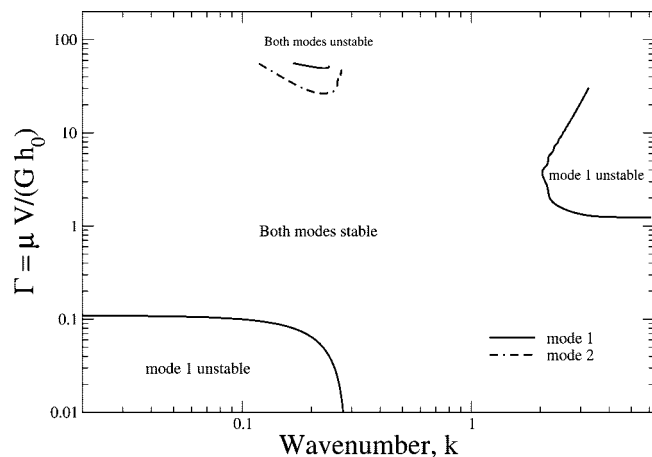 100
10
1
0.1
0.01
Γ = μ V/(G h₀)
Both modes unstable
mode 1 unstable
Both modes stable
mode 1 unstable
mode 1
mode 2
0.1
1
Wavenumber, k